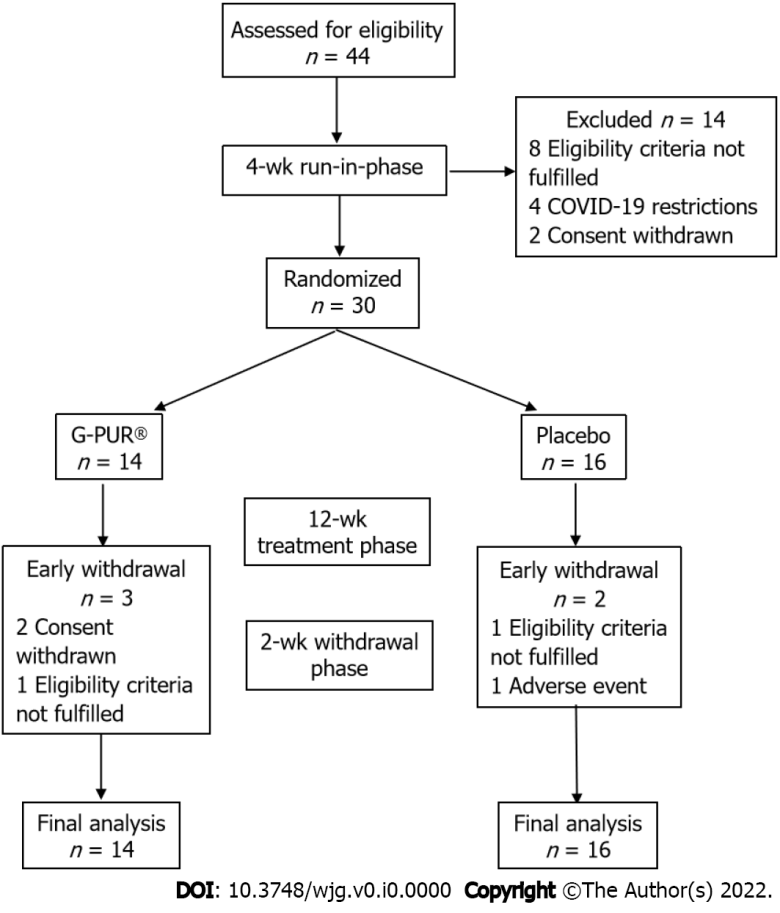 Assessed for eligibility
n = 44
4-wk run-in-phase
Excluded n = 14
8 Eligibility criteria not
fulfilled
4 COVID-19 restrictions
2 Consent withdrawn
Randomized
n = 30
G-PUR®
n = 14
Placebo
n = 16
12-wk
treatment phase
Early withdrawal
n = 3
2 Consent
withdrawn
1 Eligibility criteria
not fulfilled
2-wk withdrawal
phase
Early withdrawal
n = 2
1 Eligibility criteria
not fulfilled
1 Adverse event
Final analysis
n = 14
Final analysis
n = 16
DOI: 10.3748/wjg.v0.i0.0000 Copyright ©The Author(s) 2022.